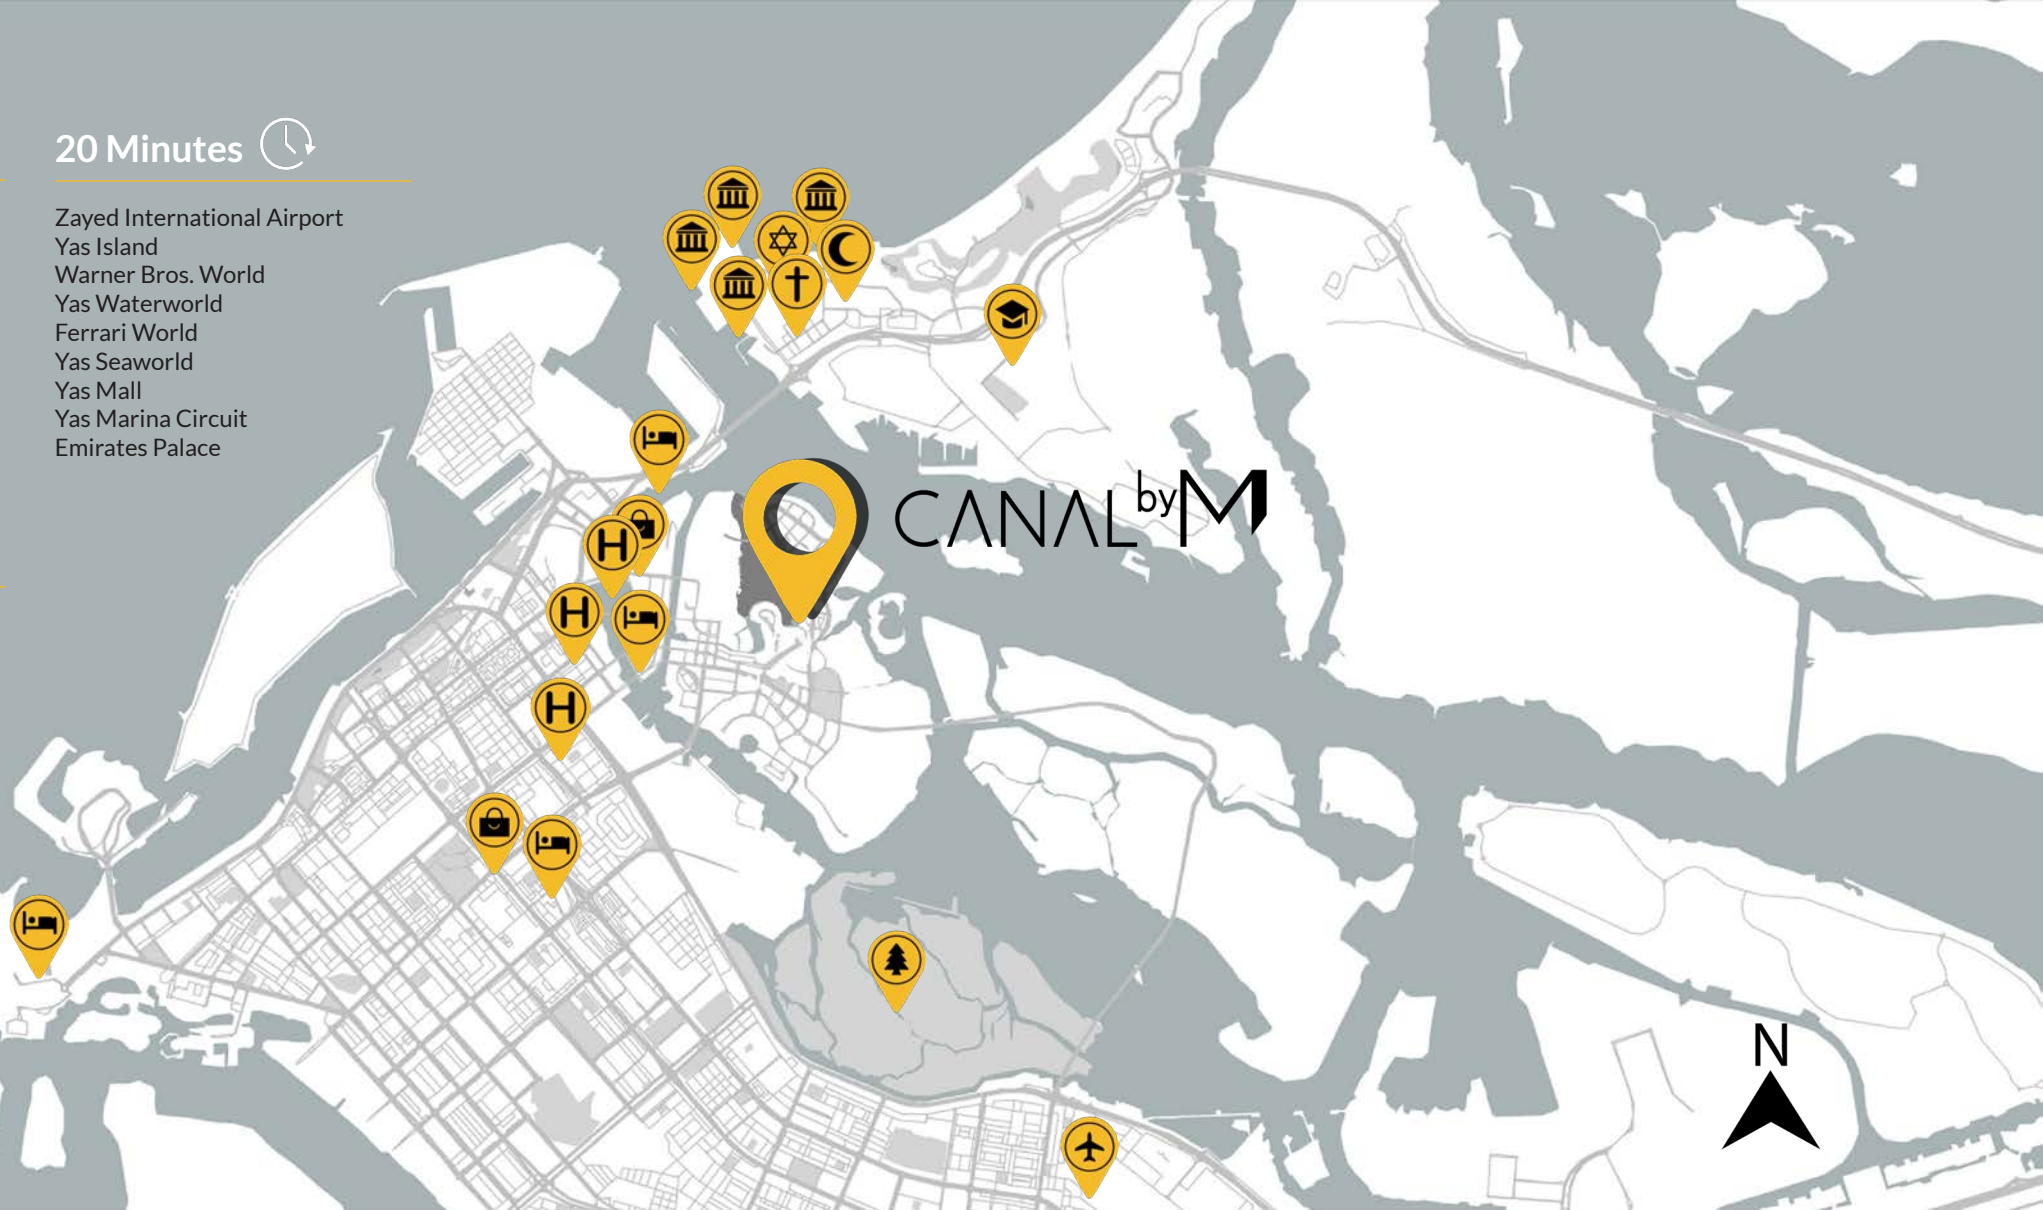 20 Minutes
Zayed International Airport
Yas Island
Warner Bros. World
Yas Waterworld
Ferrari World
Yas Seaworld
Yas Mall
Yas Marina Circuit
Emirates Palace
H
CANAL by M
H
H
N